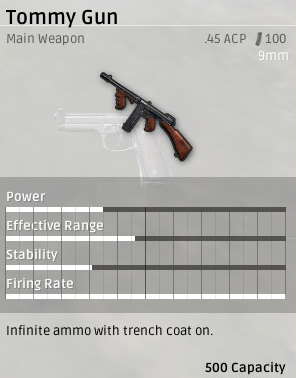 Tommy Gun
Main Weapon .45 ACP 100
9mm
Power
Effective Range
Stability
Firing Rate
Infinite ammo with trench coat on.
500 Capacity